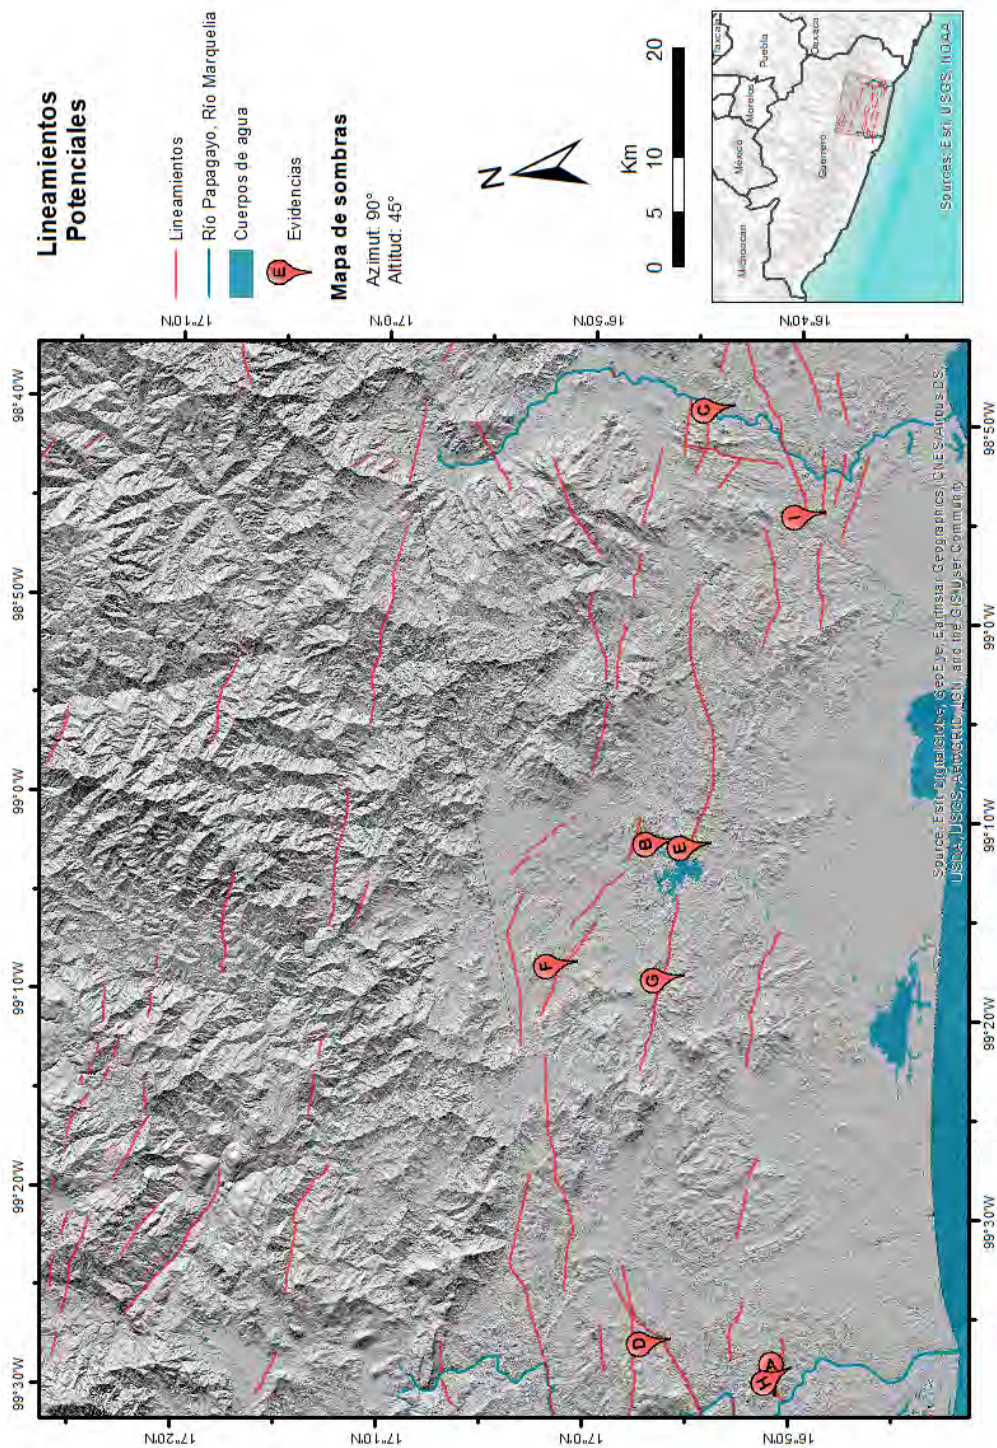 Lineamientos
Potenciales
Lineamientos
Río Papagayo, Río Marquelia
Cuerpos de agua
E
Evidencias
Mapa de sombras
Azimut: 90°
Altitud: 45°
N
Km
0
5
10
20
Michoacán
México
Morelos
Puebla
Tlaxcala
Oaxaca
Guerrero
Sources: Esri, USGS, NOAA
99°30'W
99°20'W
99°10'W
99°0'W
98°50'W
98°40'W
17°20'N
17°10'N
17°0'N
16°50'N
17°10'N
17°0'N
16°50'N
16°40'N
99°30'W
99°20'W
99°10'W
99°0'W
98°50'W
H
A
D
F
G
B
E
I
C
Source: Esri, DigitalGlobe, GeoEye, Earthstar Geographics, CNES/Airbus DS,
USDA, USGS, AeroGRID, IGN, and the GIS User Community